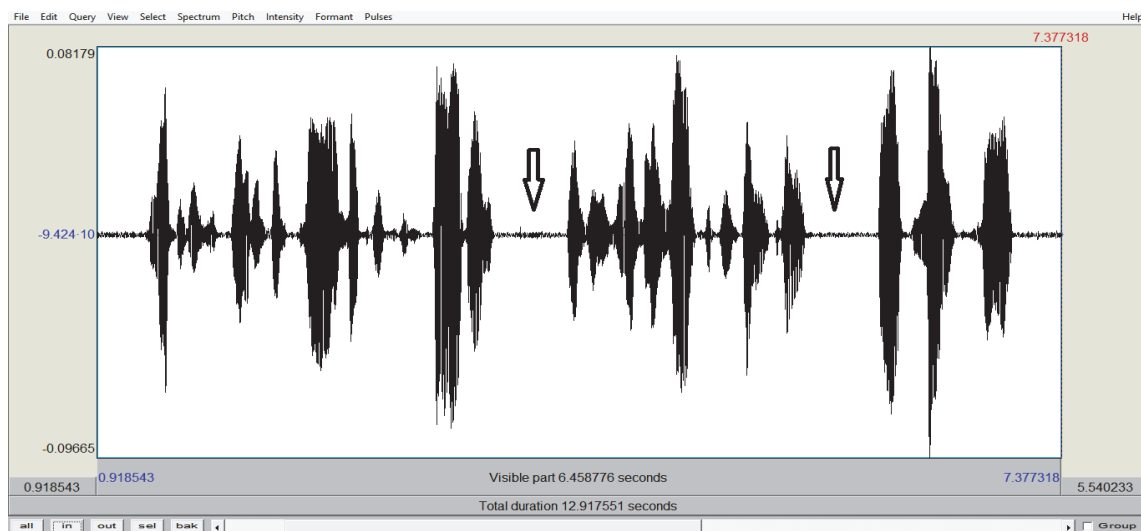 File Edit Query View Select Spectrum Pitch Intensity Formant Pulses Help
7.377318
0.08179
-9.424·10
-0.09665
0.918543 Visible part 6.458776 seconds 7.377318
0.918543 5.540233
Total duration 12.917551 seconds
all in out sel bak Group